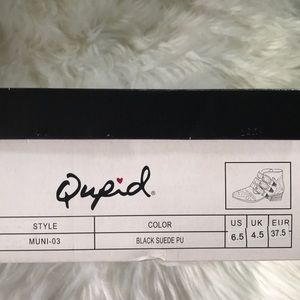 Qupid®
STYLE COLOR US UK EUR
MUNI-03 BLACK SUEDE PU 6.5 4.5 37.5